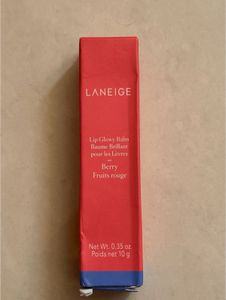 LANEIGE
Lip Glowy Balm
Baume Brillant
pour les Lèvres
Berry
Fruits rouge
Net Wt. 0.35 oz.
Poids net 10 g